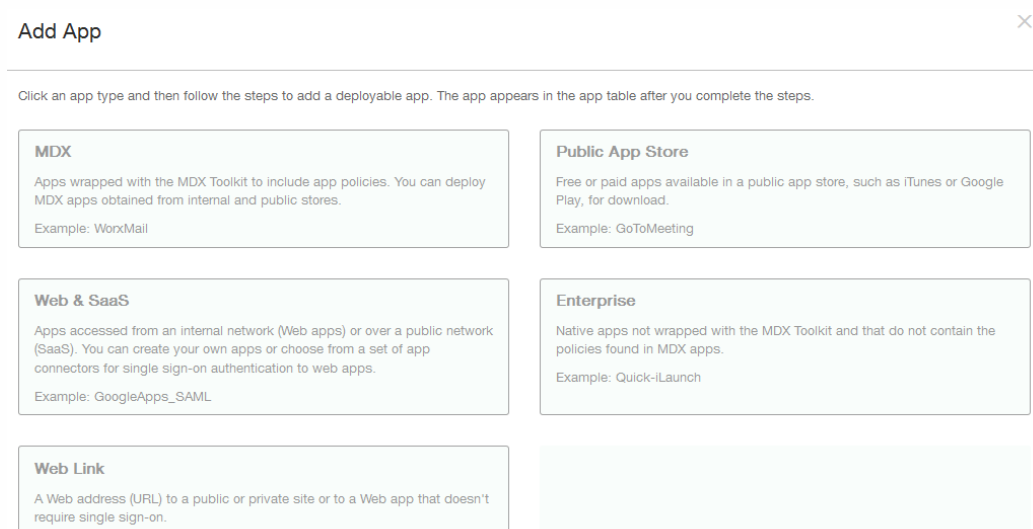 Add App
Click an app type and then follow the steps to add a deployable app. The app appears in the app table after you complete the steps.
MDX
Apps wrapped with the MDX Toolkit to include app policies. You can deploy
MDX apps obtained from internal and public stores.
Example: WorxMail
Public App Store
Free or paid apps available in a public app store, such as iTunes or Google
Play, for download.
Example: GoToMeeting
Web & SaaS
Apps accessed from an internal network (Web apps) or over a public network
(SaaS). You can create your own apps or choose from a set of app
connectors for single sign-on authentication to web apps.
Example: GoogleApps_SAML
Enterprise
Native apps not wrapped with the MDX Toolkit and that do not contain the
policies found in MDX apps.
Example: Quick-iLaunch
Web Link
A Web address (URL) to a public or private site or to a Web app that doesn't
require single sign-on.